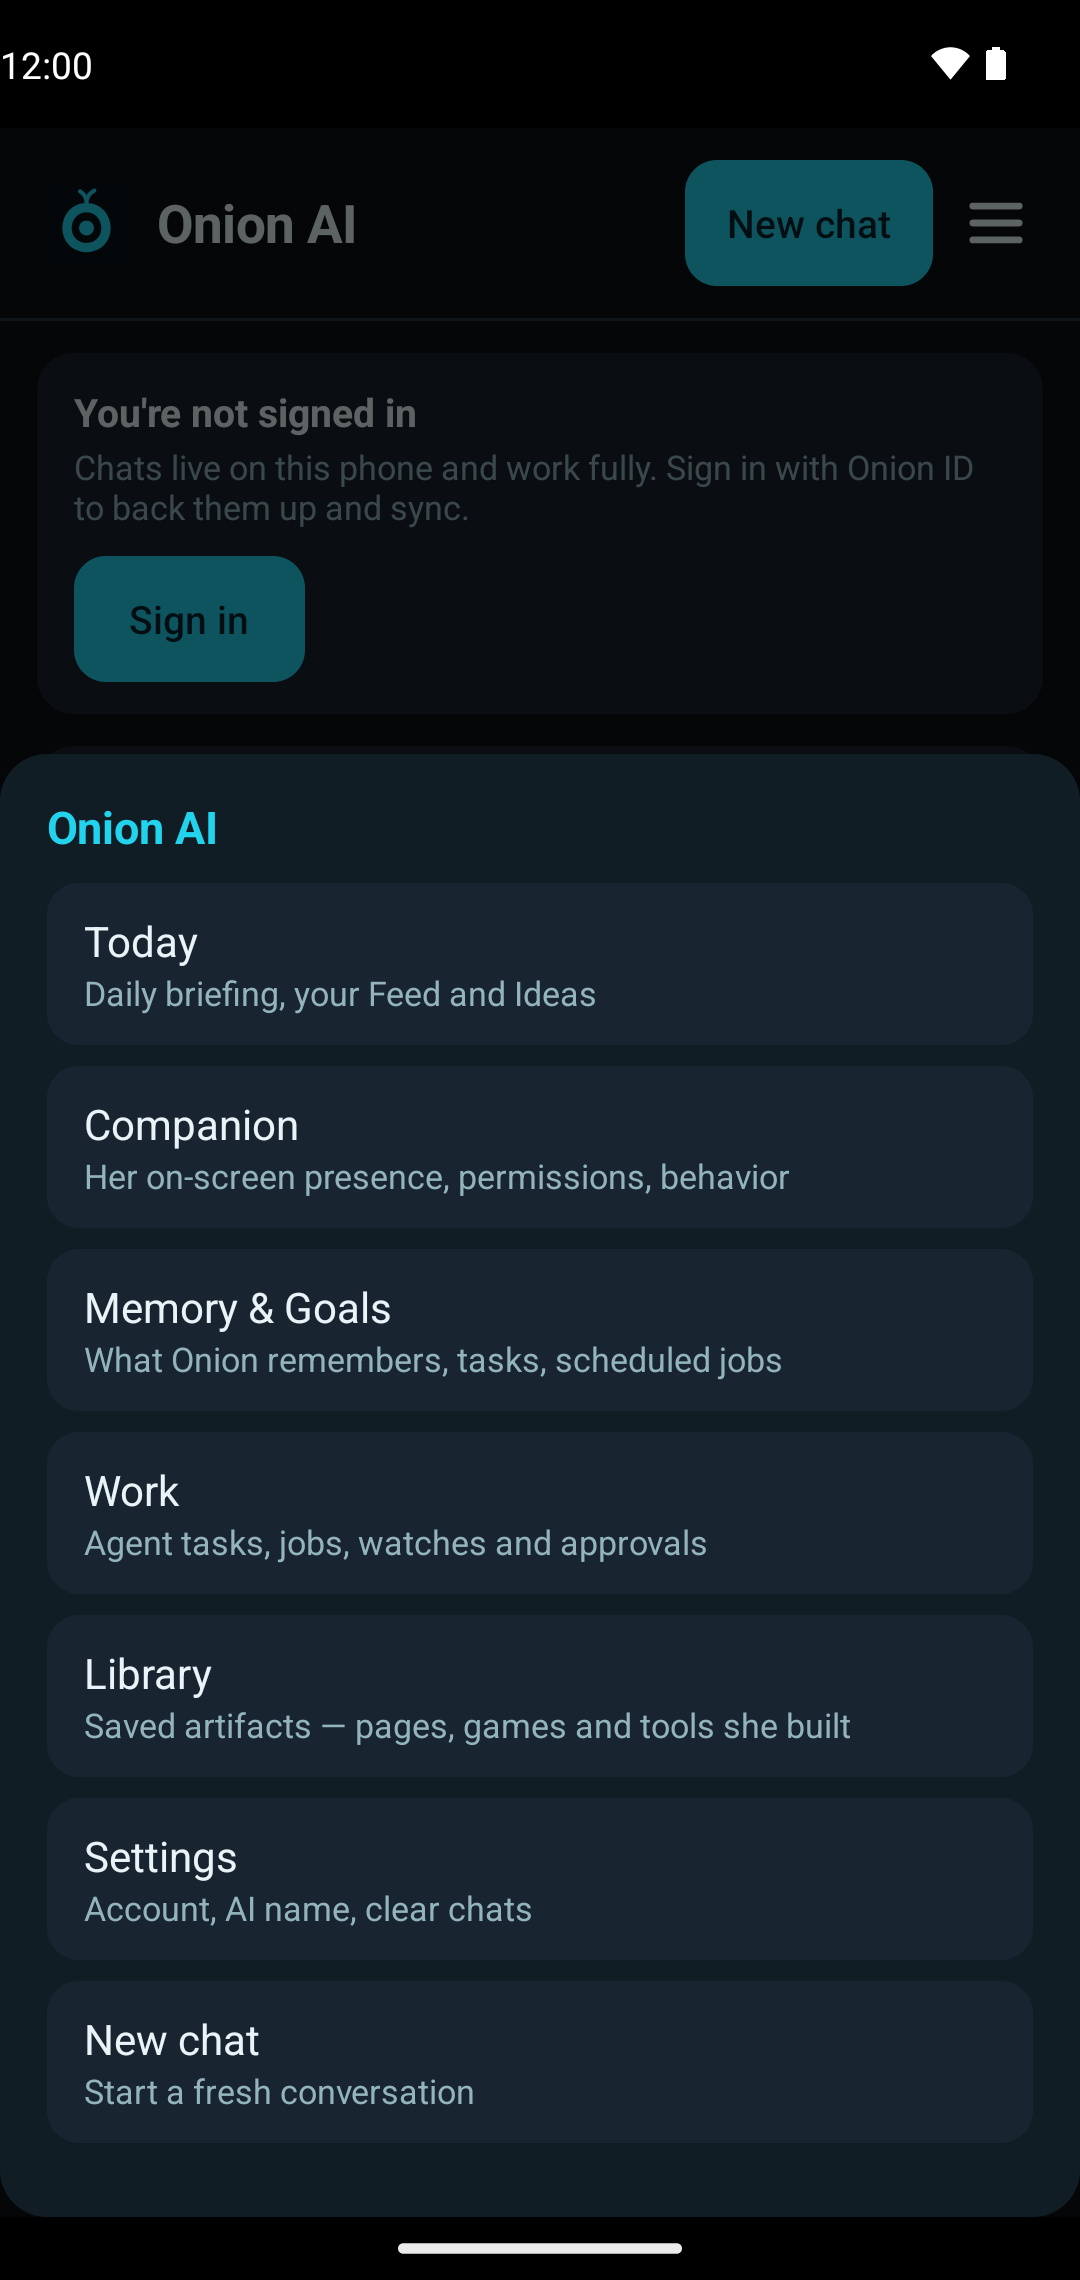 12:00
Onion AI
New chat
You're not signed in
Chats live on this phone and work fully. Sign in with Onion ID
to back them up and sync.
Sign in
Onion AI
Today
Daily briefing, your Feed and Ideas
Companion
Her on-screen presence, permissions, behavior
Memory & Goals
What Onion remembers, tasks, scheduled jobs
Work
Agent tasks, jobs, watches and approvals
Library
Saved artifacts — pages, games and tools she built
Settings
Account, AI name, clear chats
New chat
Start a fresh conversation